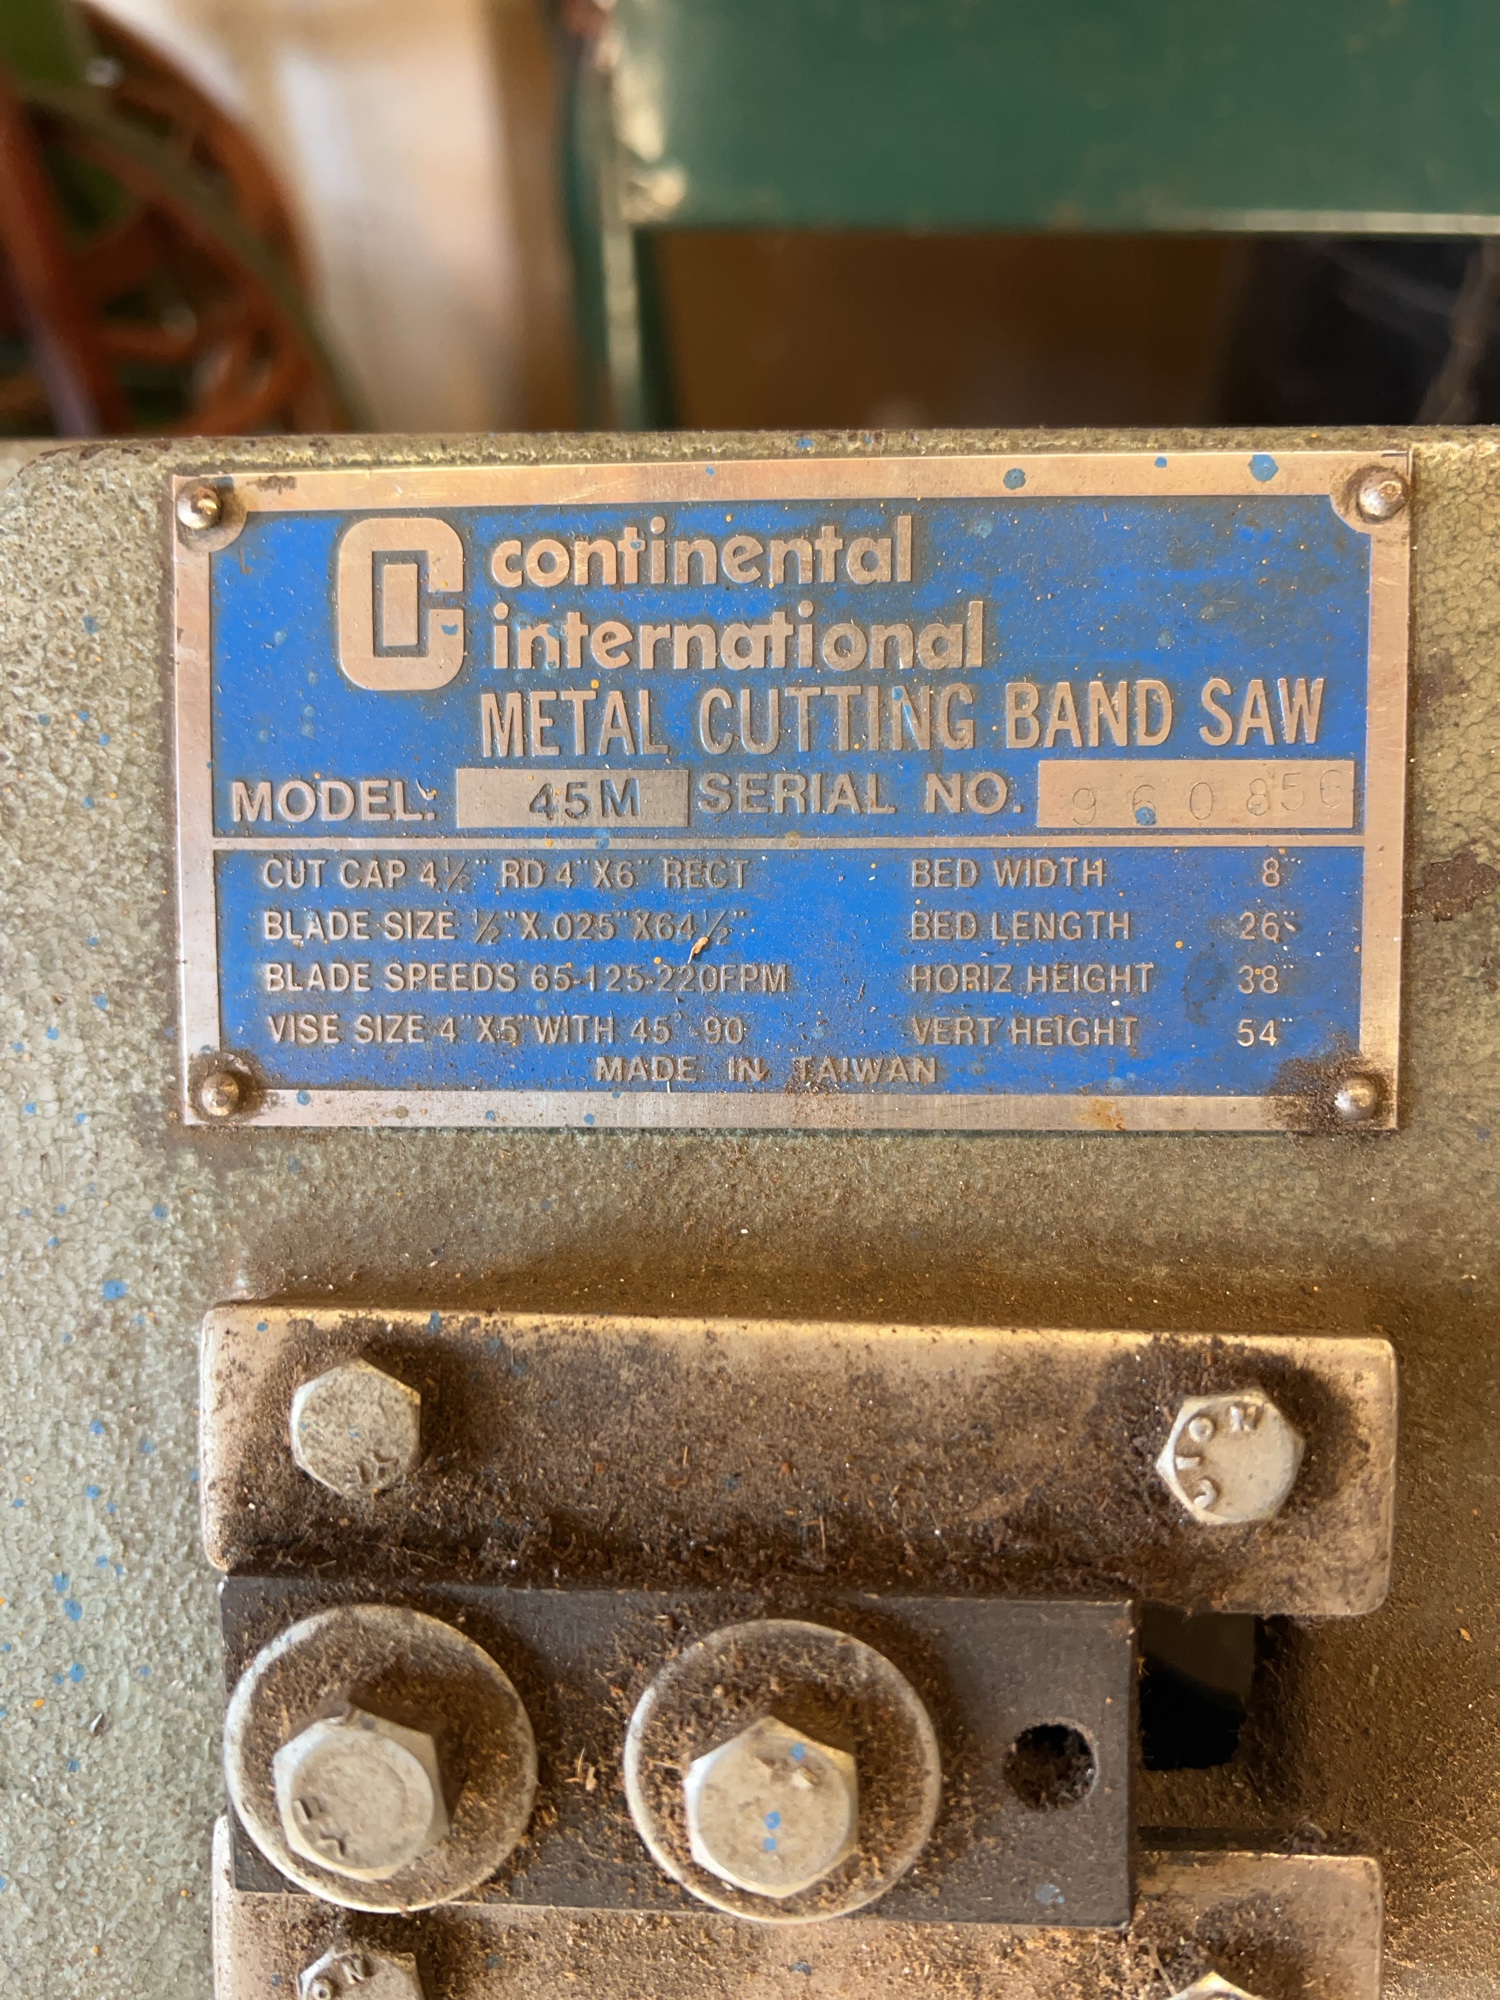 continental
international
METAL CUTTING BAND SAW
MODEL: 45M SERIAL NO.
CUT CAP 4½" RD 4"X6" RECT BED WIDTH 8"
BLADE SIZE ½"X.025"X64½" BED LENGTH 26"
BLADE SPEEDS 65-125-220FPM HORIZ HEIGHT 38"
VISE SIZE 4"X5"WITH 45°-90 VERT HEIGHT 54"
MADE IN TAIWAN